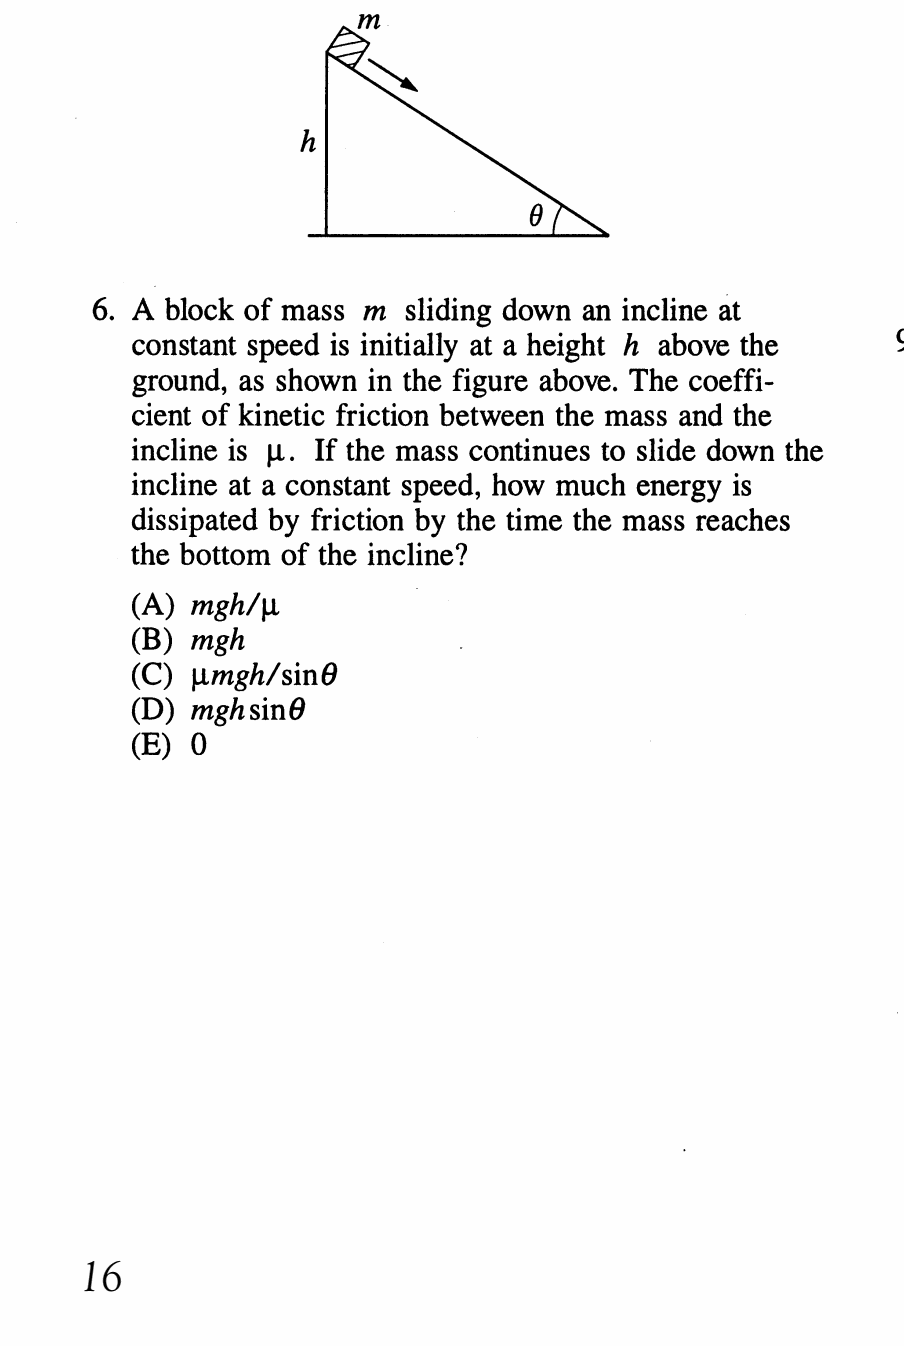 m
h
θ
6. A block of mass m sliding down an incline at
constant speed is initially at a height h above the
ground, as shown in the figure above. The coeffi-
cient of kinetic friction between the mass and the
incline is μ. If the mass continues to slide down the
incline at a constant speed, how much energy is
dissipated by friction by the time the mass reaches
the bottom of the incline?
(A) mgh/μ
(B) mgh
(C) μmgh/sinθ
(D) mgh sinθ
(E) 0
16